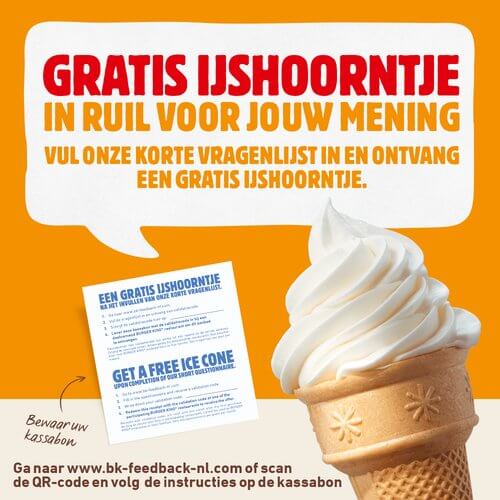 GRATIS IJSHOORNTJE
IN RUIL VOOR JOUW MENING
VUL ONZE KORTE VRAGENLIJST IN EN ONTVANG
EEN GRATIS IJSHOORNTJE.
EEN GRATIS IJSHOORNTJE
NA HET INVULLEN VAN ONZE KORTE VRAGENLIJST.
GET A FREE ICE CONE
UPON COMPLETION OF OUR SHORT QUESTIONNAIRE.
Bewaar uw
kassabon
Ga naar www.bk-feedback-nl.com of scan
de QR-code en volg de instructies op de kassabon